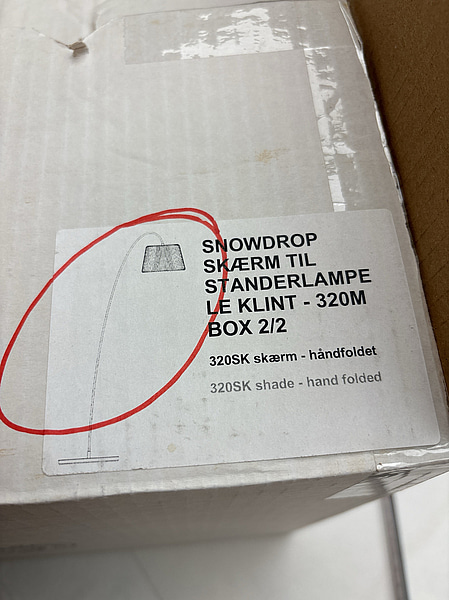 SNOWDROP
SKÆRM TIL
STANDERLAMPE
LE KLINT - 320M
BOX 2/2
320SK skærm - håndfoldet
320SK shade - hand folded